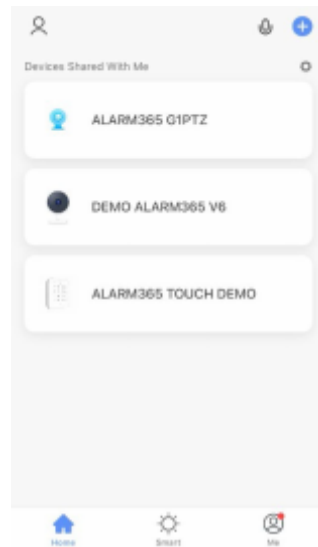 Devices Shared With Me
ALARM365 G1PTZ
DEMO ALARM365 V6
ALARM365 TOUCH DEMO
Home
Smart
Me